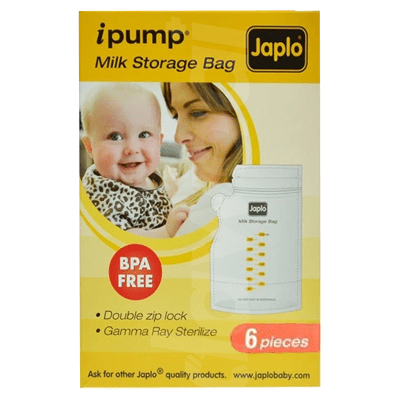 ipump®
Milk Storage Bag
Japlo
Japlo
Milk Storage Bag
BPA
FREE
• Double zip lock
• Gamma Ray Sterilize
6 pieces
Ask for other Japlo® quality products. www.japlobaby.com